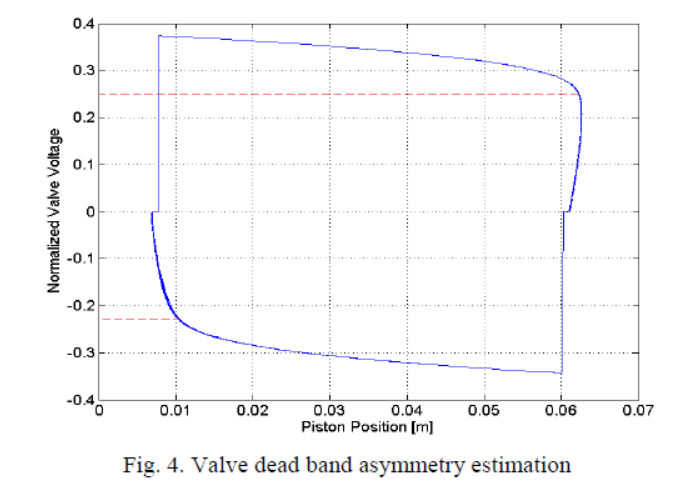 0.4
0.3
0.2
0.1
0
-0.1
-0.2
-0.3
-0.4
Normalized Valve Voltage
0 0.01 0.02 0.03 0.04 0.05 0.06 0.07
Piston Position [m]
Fig. 4. Valve dead band asymmetry estimation